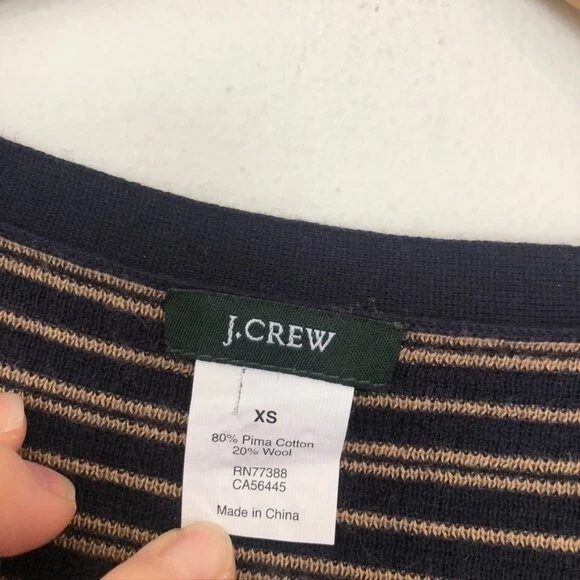 J.CREW
XS
80% Pima Cotton
20% Wool
RN77388
CA56445
Made in China